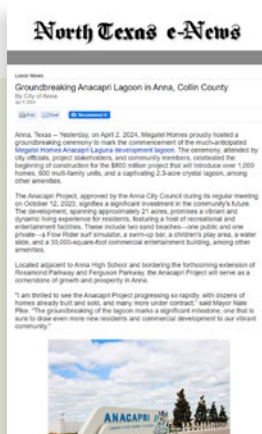 North Texas e-News
Local News
Groundbreaking Anacapri Lagoon in Anna, Collin County
By City of Anna
Apr 3, 2024
Print
Email
Recommend 0
Anna, Texas — Yesterday, on April 2, 2024, Megatel Homes proudly hosted a
groundbreaking ceremony to mark the commencement of the much-anticipated
Megatel Homes Anacapri Laguna development lagoon. The ceremony, attended by
city officials, project stakeholders, and community members, celebrated the
beginning of construction for the $800 million project that will introduce over 1,000
homes, 600 multi-family units, and a captivating 2.3-acre crystal lagoon, among
other amenities.
The Anacapri Project, approved by the Anna City Council during its regular meeting
on October 12, 2023, signifies a significant investment in the community's future.
The development, spanning approximately 21 acres, promises a vibrant and
dynamic living experience for residents, featuring a host of recreational and
entertainment facilities. These include two sand beaches—one public and one
private—a Flow Rider surf simulator, a swim-up bar, a children's play area, a water
slide, and a 30,000-square-foot commercial entertainment building, among other
amenities.
Located adjacent to Anna High School and bordering the forthcoming extension of
Rosamond Parkway and Ferguson Parkway, the Anacapri Project will serve as a
cornerstone of growth and prosperity in Anna.
"I am thrilled to see the Anacapri Project progressing so rapidly, with dozens of
homes already built and sold, and many more under contract," said Mayor Nate
Pike. "The groundbreaking of the lagoon marks a significant milestone, one that is
sure to draw even more new residents and commercial development to our vibrant
community."
ANACAPRI